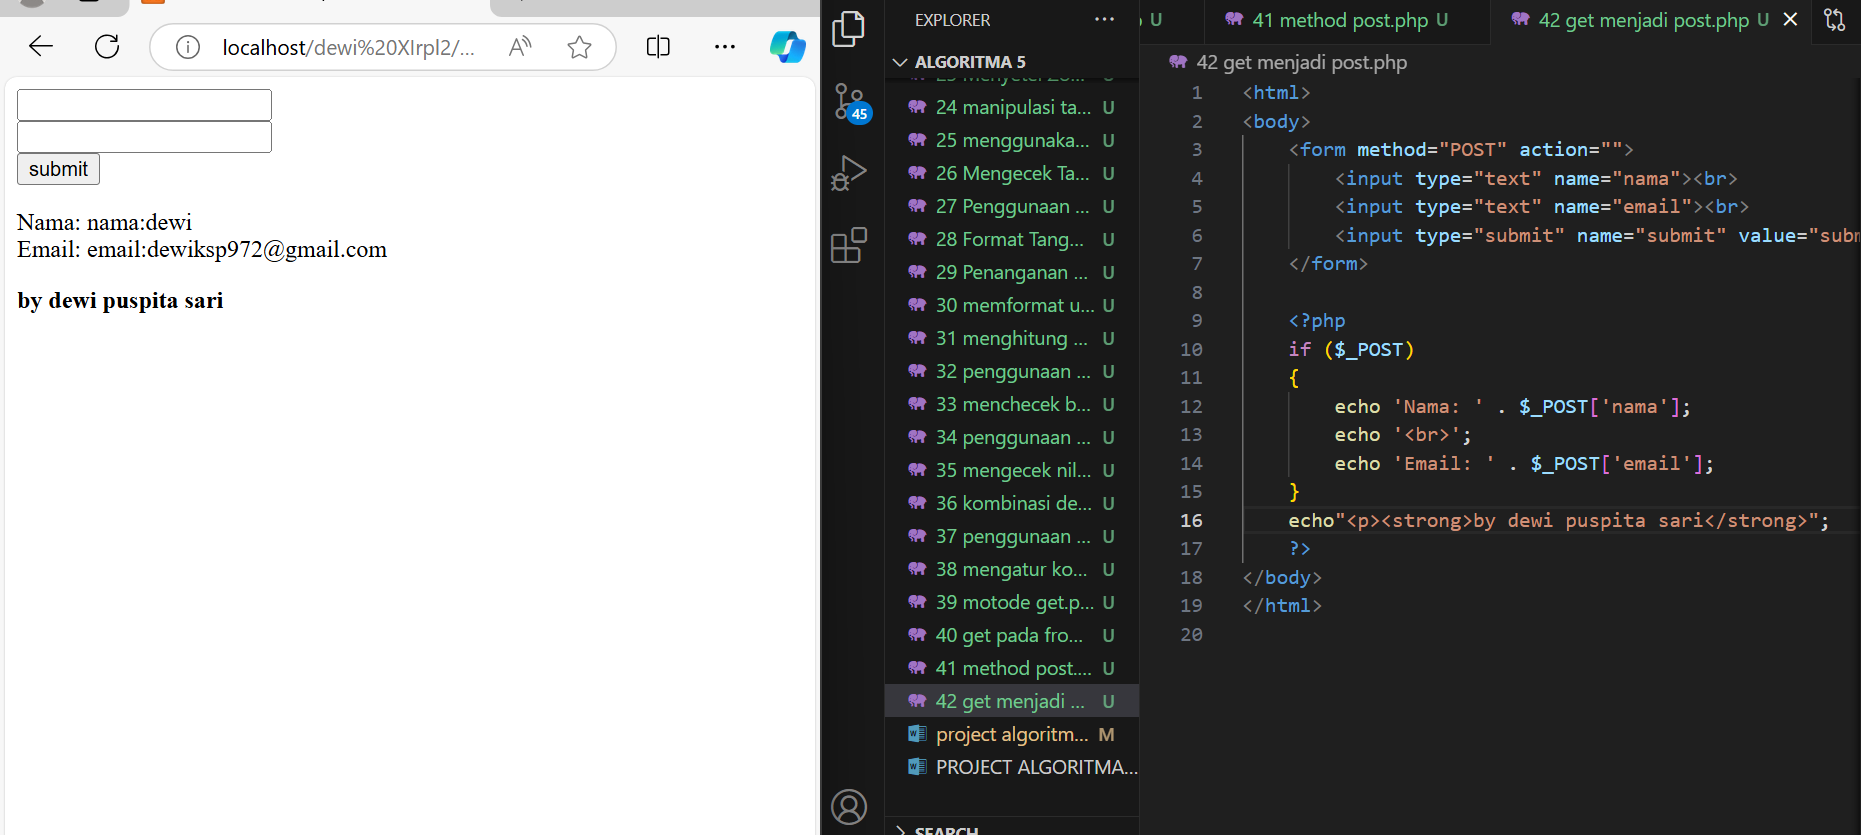 localhost/dewi%20XIrpl2/...
submit
Nama: nama:dewi
Email: email:dewiksp972@gmail.com
by dewi puspita sari
45
EXPLORER
ALGORITMA 5
24 manipulasi ta... U
25 menggunaka... U
26 Mengecek Ta... U
27 Penggunaan ... U
28 Format Tang... U
29 Penanganan ... U
30 memformat u... U
31 menghitung ... U
32 penggunaan ... U
33 menchecek b... U
34 penggunaan ... U
35 mengecek nil... U
36 kombinasi de... U
37 penggunaan ... U
38 mengatur ko... U
39 motode get.p... U
40 get pada fro... U
41 method post.... U
42 get menjadi ... U
project algoritm... M
PROJECT ALGORITMA...
SEARCH
U 41 method post.php U 42 get menjadi post.php U
42 get menjadi post.php
1 <html>
2 <body>
3 <form method="POST" action="">
4 <input type="text" name="nama"><br>
5 <input type="text" name="email"><br>
6 <input type="submit" name="submit" value="subm
7 </form>
8
9 <?php
10 if ($_POST)
11 {
12 echo 'Nama: ' . $_POST['nama'];
13 echo '<br>';
14 echo 'Email: ' . $_POST['email'];
15 }
16 echo"<p><strong>by dewi puspita sari</strong>";
17 ?>
18 </body>
19 </html>
20